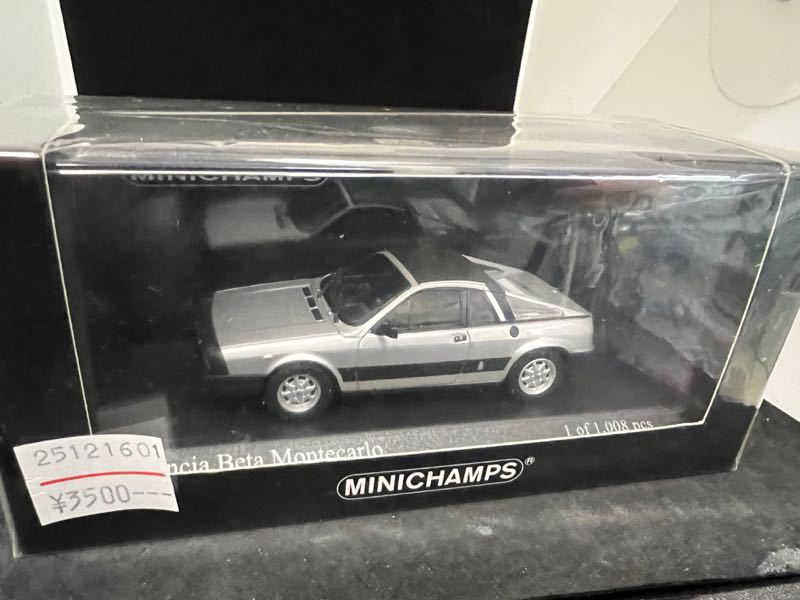 MINICHAMPS
1 of 1,008 pcs.
ncia Beta Montecarlo
MINICHAMPS®
25121601
¥3500---